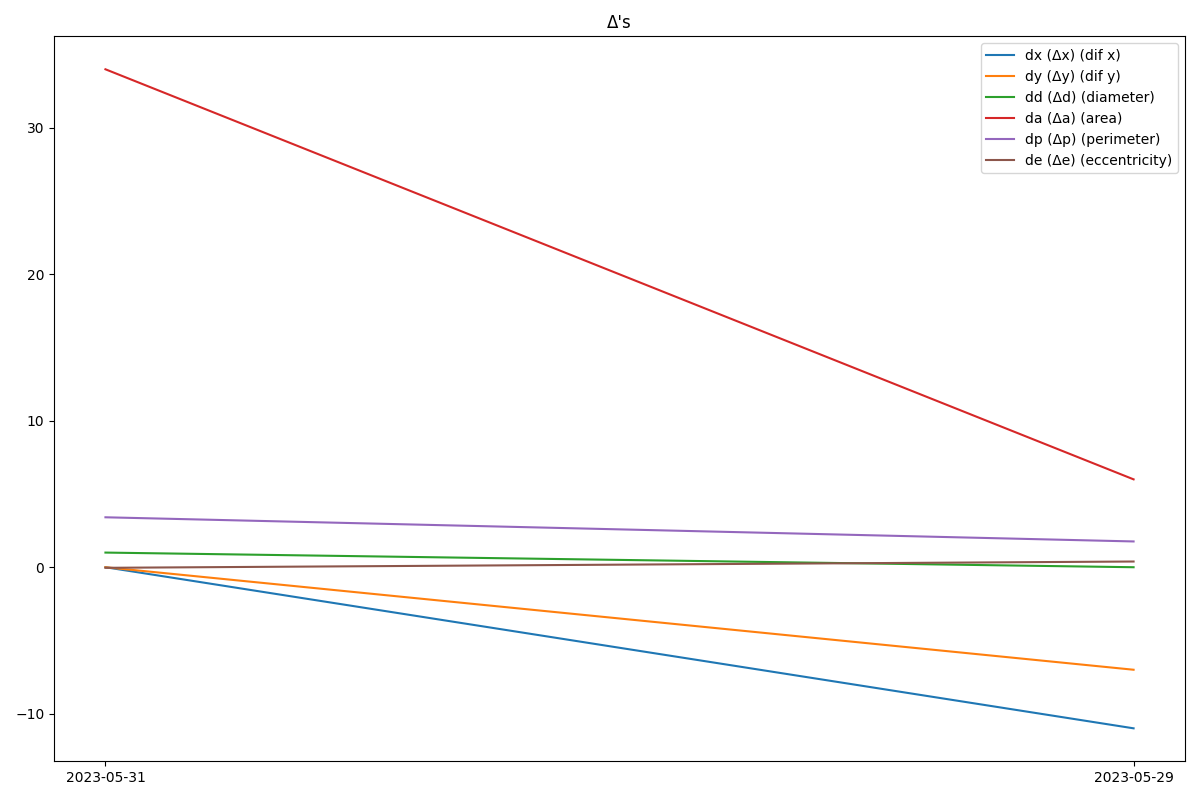 Δ's
dx (Δx) (dif x)
dy (Δy) (dif y)
dd (Δd) (diameter)
da (Δa) (area)
dp (Δp) (perimeter)
de (Δe) (eccentricity)
30
20
10
0
−10
2023-05-31
2023-05-29